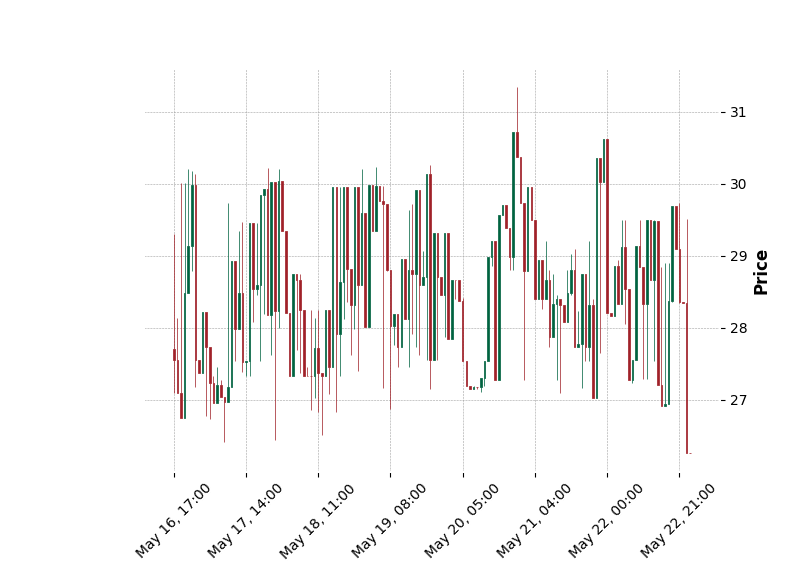 31
30
29
28
27
Price
May 16, 17:00
May 17, 14:00
May 18, 11:00
May 19, 08:00
May 20, 05:00
May 21, 04:00
May 22, 00:00
May 22, 21:00